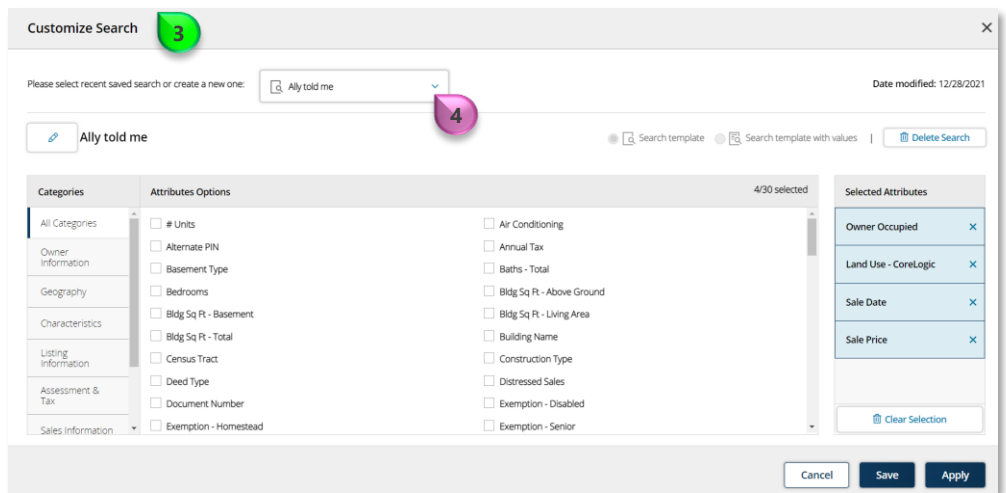 Customize Search
3
Please select recent saved search or create a new one:
Ally told me
Date modified: 12/28/2021
4
Ally told me
Search template
Search template with values
|
Delete Search
Categories
Attributes Options
4/30 selected
Selected Attributes
All Categories
Owner
Information
Geography
Characteristics
Listing
Information
Assessment &
Tax
Sales Information
# Units
Air Conditioning
Alternate PIN
Annual Tax
Basement Type
Baths - Total
Bedrooms
Bldg Sq Ft - Above Ground
Bldg Sq Ft - Basement
Bldg Sq Ft - Living Area
Bldg Sq Ft - Total
Building Name
Census Tract
Construction Type
Deed Type
Distressed Sales
Document Number
Exemption - Disabled
Exemption - Homestead
Exemption - Senior
Owner Occupied
Land Use - CoreLogic
Sale Date
Sale Price
Clear Selection
Cancel
Save
Apply